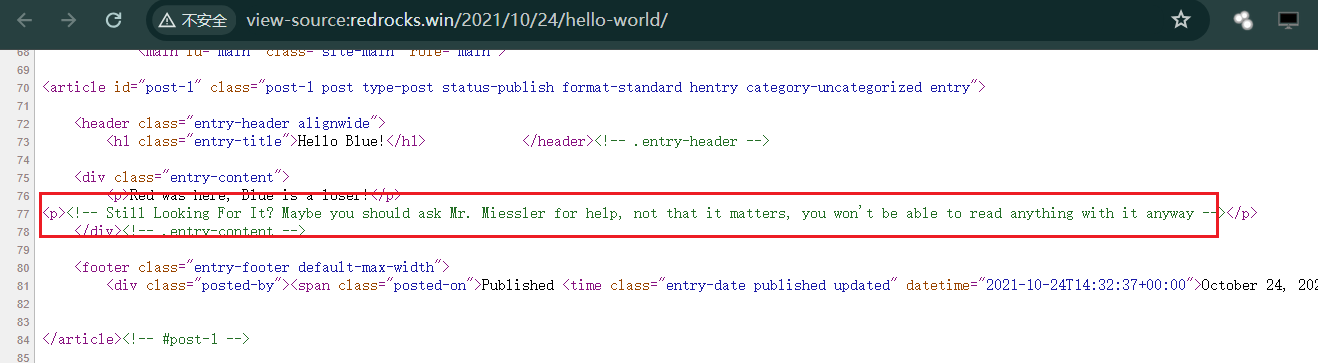 不安全 view-source:redrocks.win/2021/10/24/hello-world/
68 <main id="main" class="site-main" role="main">
69
70 <article id="post-1" class="post-1 post type-post status-publish format-standard hentry category-uncategorized entry">
71
72 <header class="entry-header alignwide">
73 <h1 class="entry-title">Hello Blue!</h1> </header><!-- .entry-header -->
74
75 <div class="entry-content">
76 <p>Red was here, Blue is a loser!</p>
77 <p><!-- Still Looking For It? Maybe you should ask Mr. Miessler for help, not that it matters, you won't be able to read anything with it anyway --></p>
78 </div><!-- .entry-content -->
79
80 <footer class="entry-footer default-max-width">
81 <div class="posted-by"><span class="posted-on">Published <time class="entry-date published updated" datetime="2021-10-24T14:32:37+00:00">October 24, 202
82
83
84 </article><!-- #post-1 -->
85